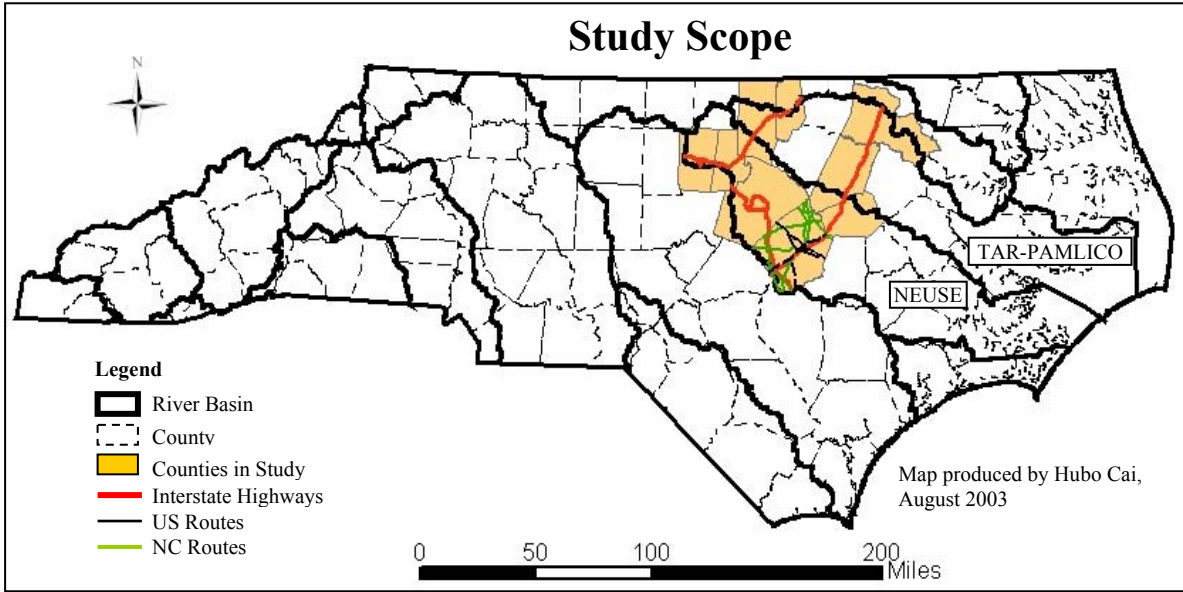 Study Scope
N
TAR-PAMLICO
NEUSE
Legend
River Basin
County
Counties in Study
Interstate Highways
US Routes
NC Routes
Map produced by Hubo Cai,
August 2003
0 50 100 200
Miles